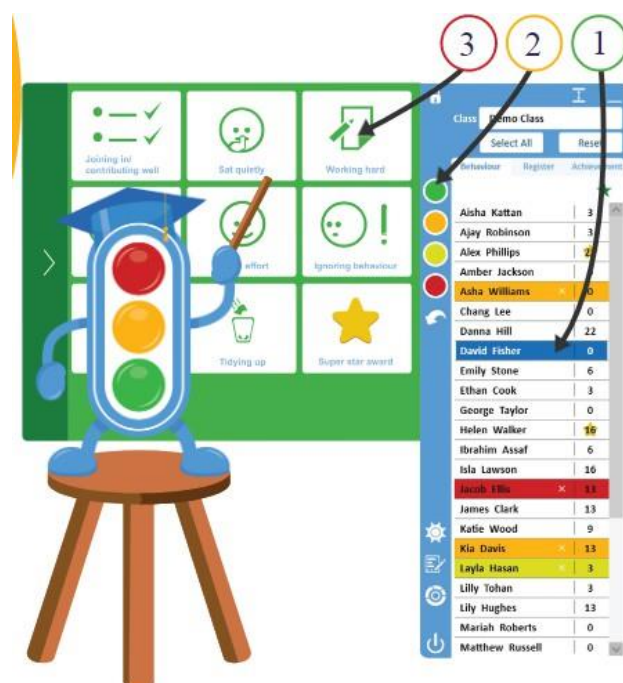 3 2 1
Class Demo Class
Select All Reset
Behaviour Register Achievement
Joining in/
contributing well
Sat quietly
Working hard
effort
Ignoring behaviour
Tidying up
Super star award
Aisha Kattan 3
Ajay Robinson 3
Alex Phillips
Amber Jackson
Asha Williams × 0
Chang Lee 0
Danna Hill 22
David Fisher 0
Emily Stone 6
Ethan Cook 3
George Taylor 0
Helen Walker 16
Ibrahim Assaf 6
Isla Lawson 16
Jacob Ellis × 13
James Clark 13
Katie Wood 9
Kia Davis × 13
Layla Hasan × 3
Lilly Tohan 3
Lily Hughes 13
Mariah Roberts 0
Matthew Russell 0